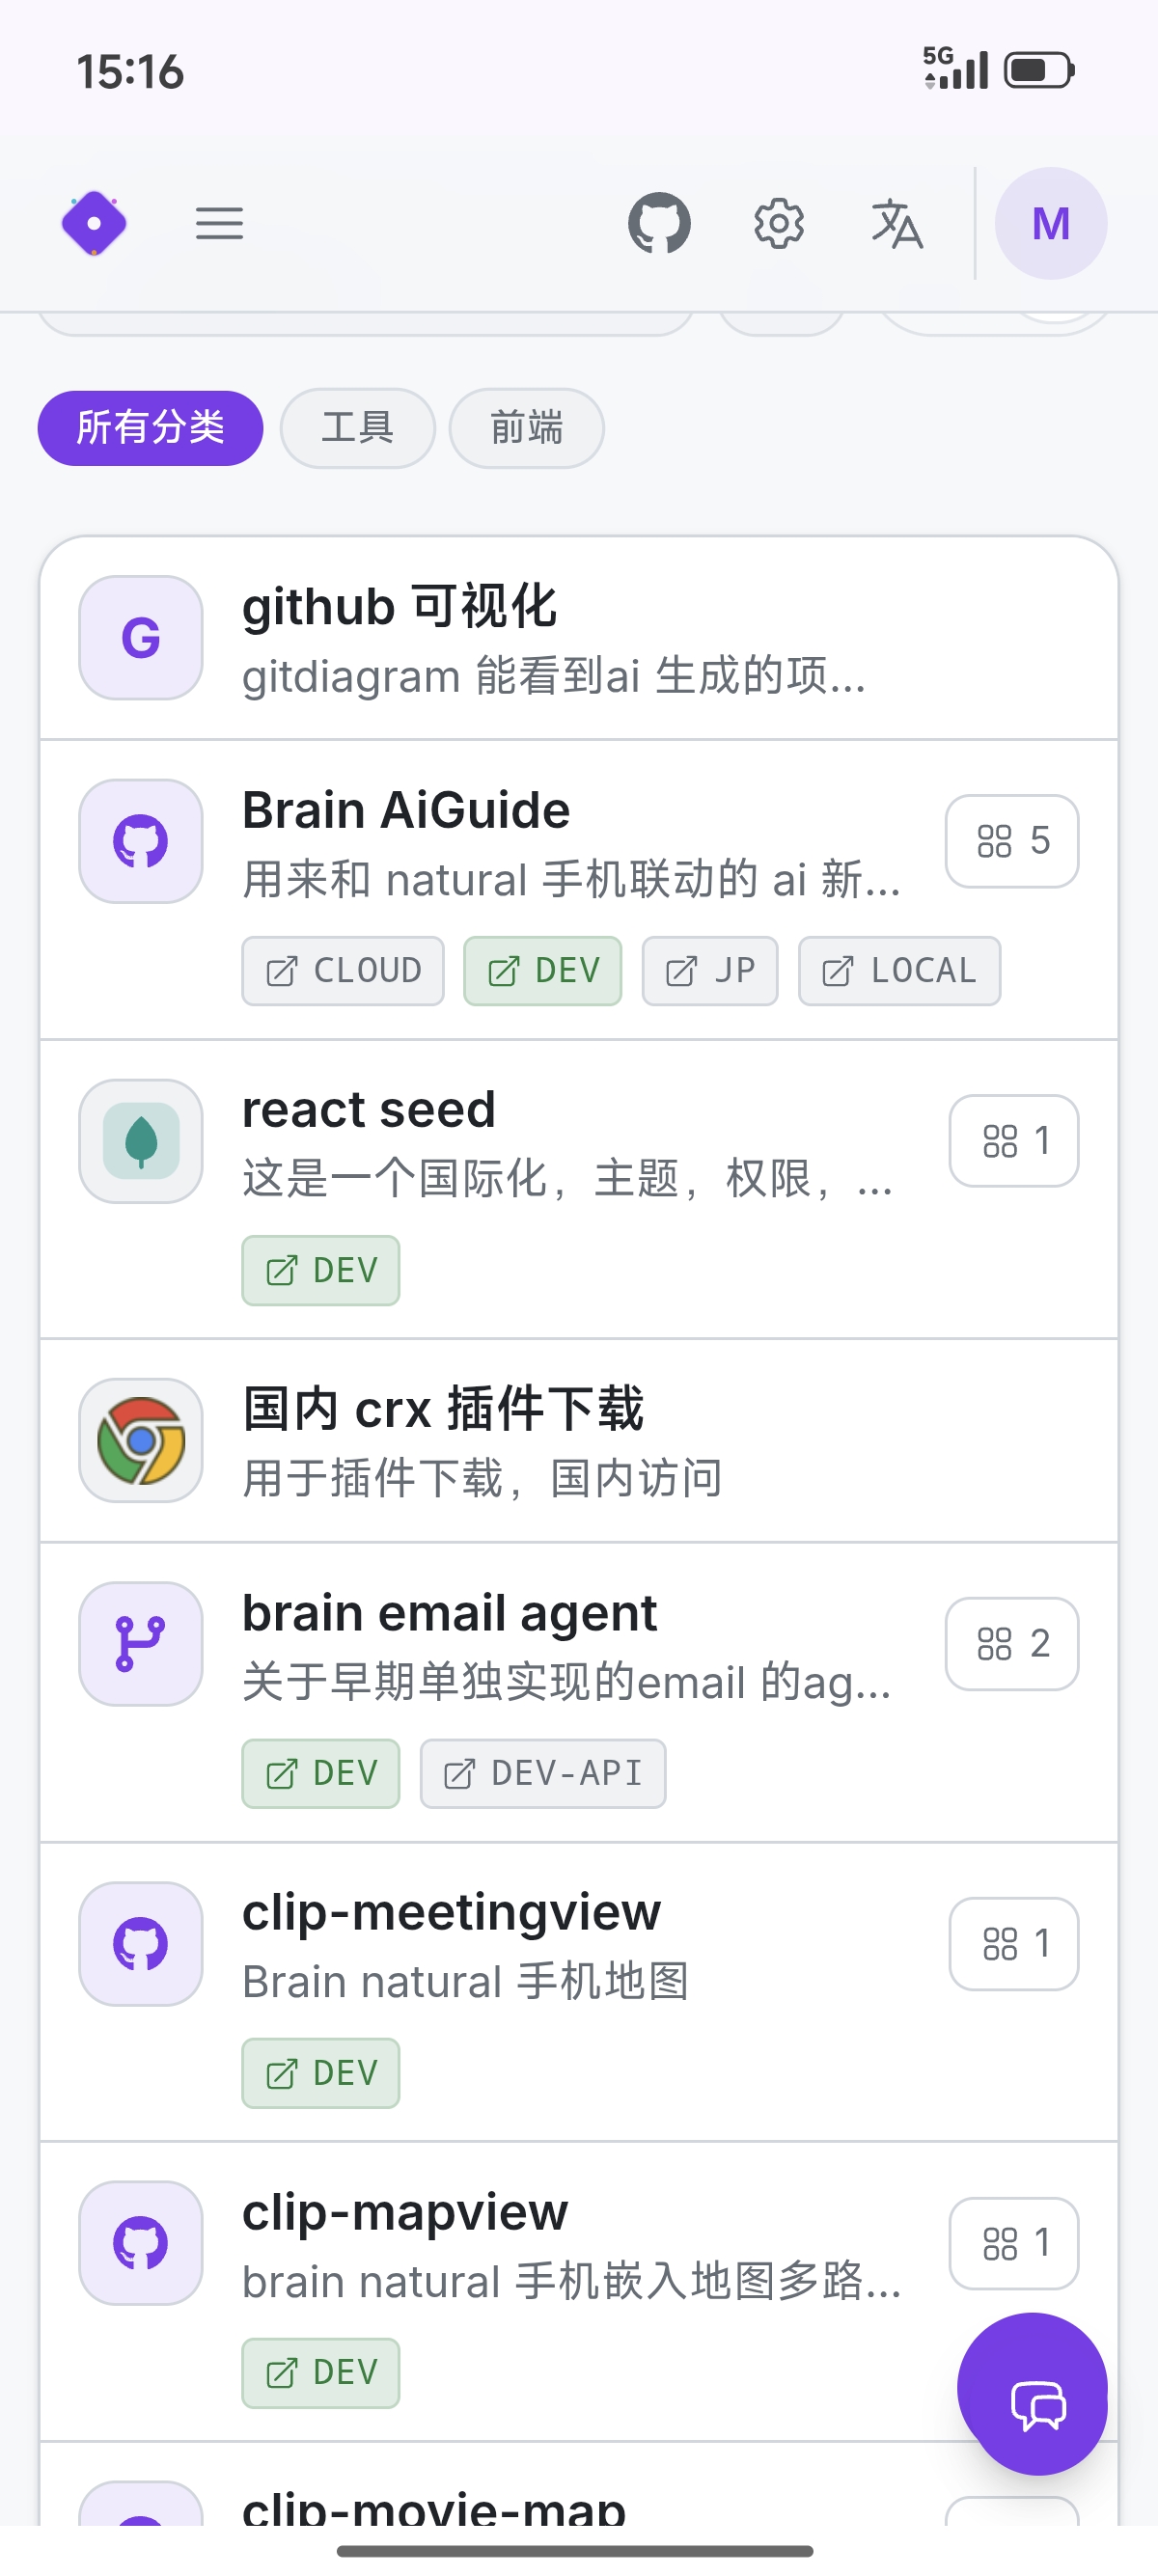 15:16
5G
M
所有分类
工具
前端
G
github 可视化
gitdiagram 能看到ai 生成的项...
Brain AiGuide
5
用来和 natural 手机联动的 ai 新...
CLOUD
DEV
JP
LOCAL
react seed
1
这是一个国际化，主题，权限，...
DEV
国内 crx 插件下载
用于插件下载，国内访问
brain email agent
2
关于早期单独实现的email 的ag...
DEV
DEV-API
clip-meetingview
1
Brain natural 手机地图
DEV
clip-mapview
1
brain natural 手机嵌入地图多路...
DEV
clip-movie-map